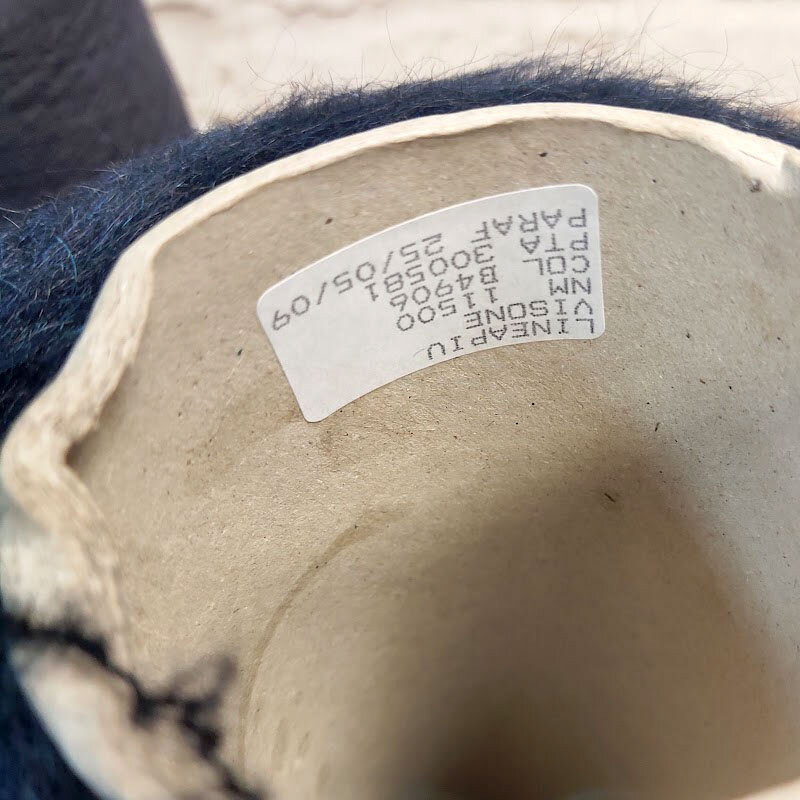 LINEAPIU
VISONE
NM 11500
COL B4906
PTA 300581
PARAF 25/05/09